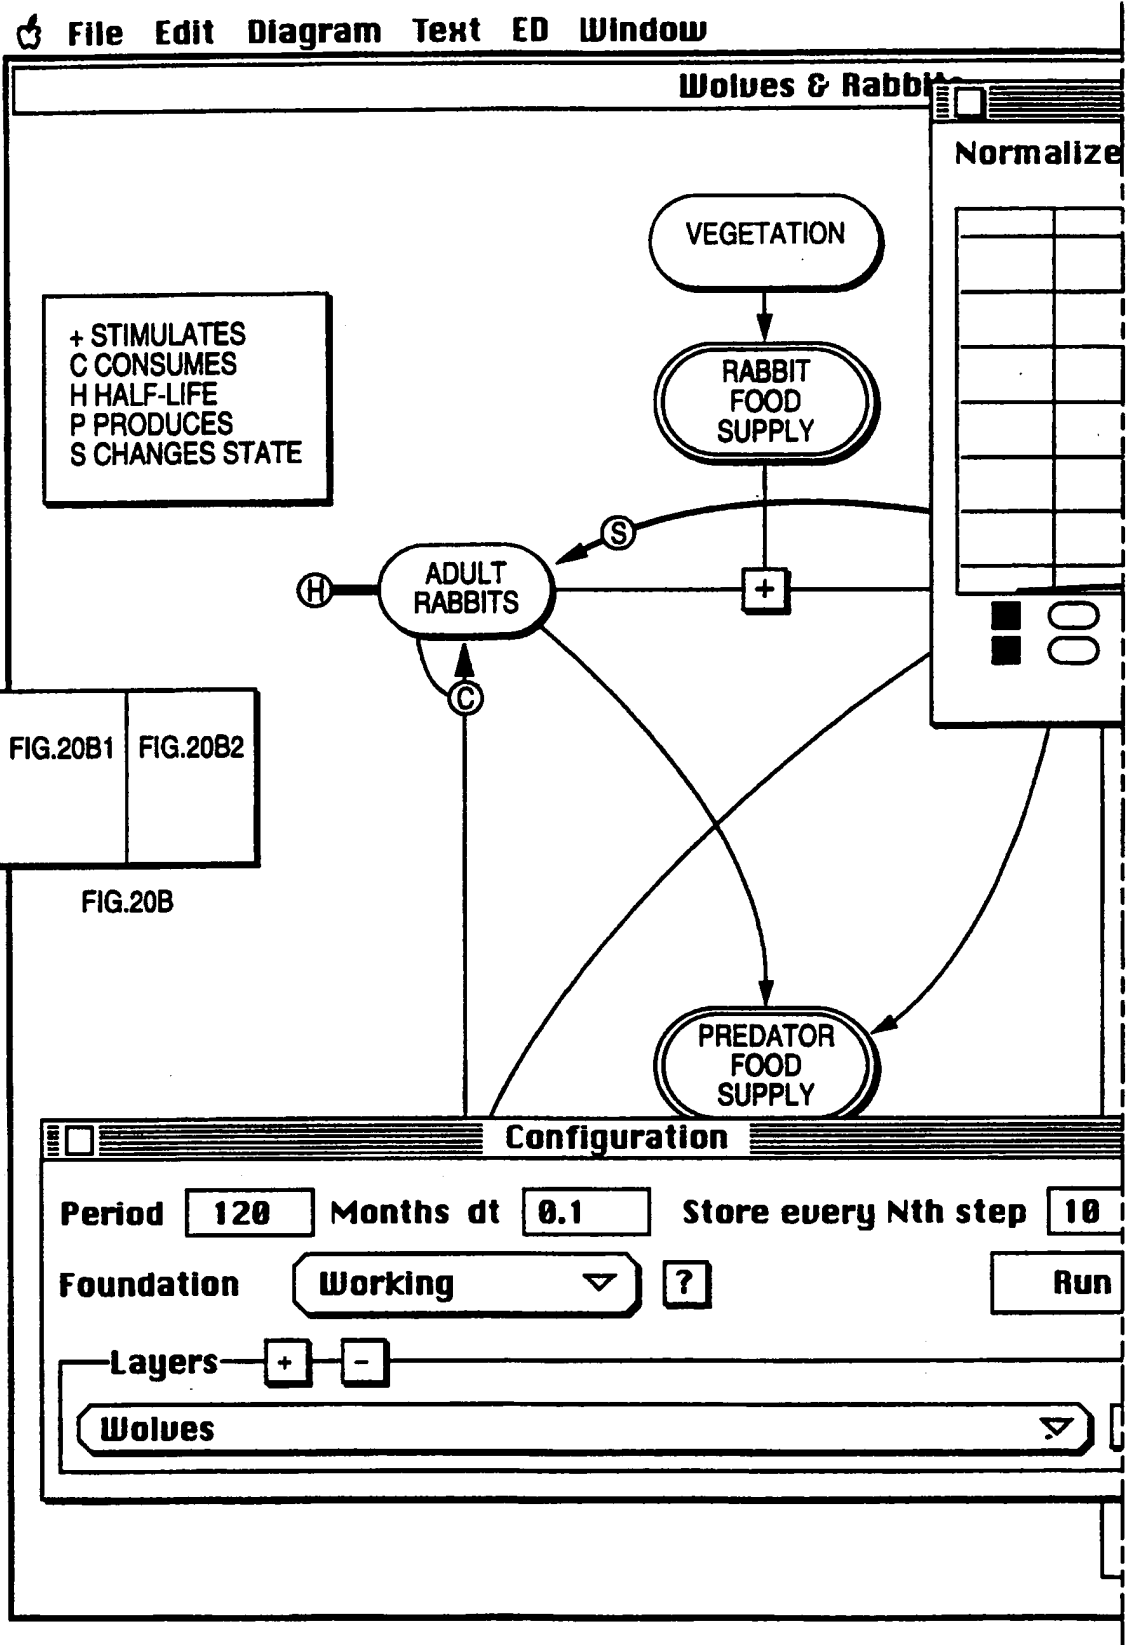 File Edit Diagram Text ED Window
Wolves & Rabbits
Normalize
VEGETATION
+ STIMULATES
C CONSUMES
H HALF-LIFE
P PRODUCES
S CHANGES STATE
RABBIT
FOOD
SUPPLY
S
H
ADULT
RABBITS
+
C
FIG.20B1 FIG.20B2
FIG.20B
PREDATOR
FOOD
SUPPLY
Configuration
Period 120 Months dt 0.1 Store every Nth step 10
Foundation Working ? Run
Layers + -
Wolves